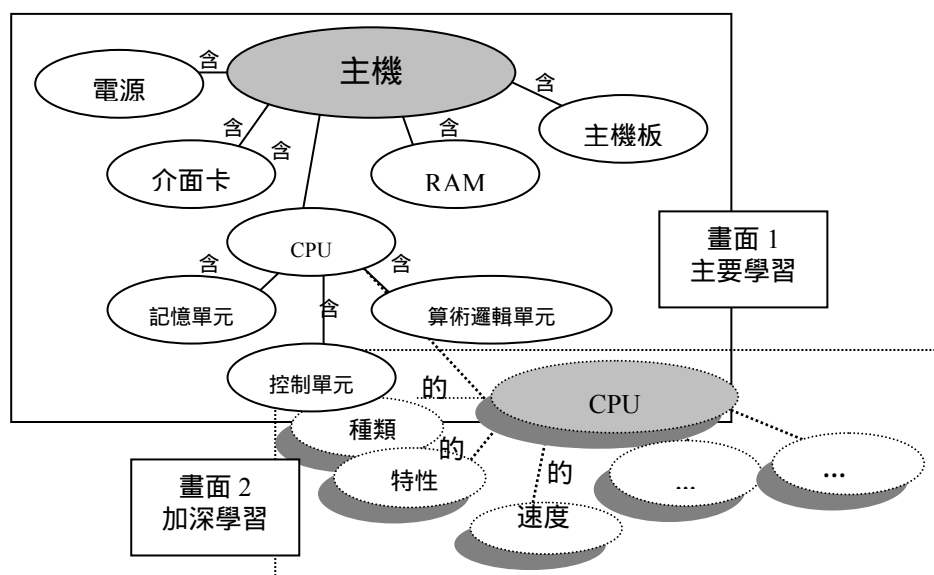 主機
含
電源
含
主機板
含
含
含
介面卡
RAM
畫面 1
主要學習
CPU
含
含
記憶單元
含
算術邏輯單元
控制單元
的
CPU
種類
的
特性
的
...
...
畫面 2
加深學習
速度